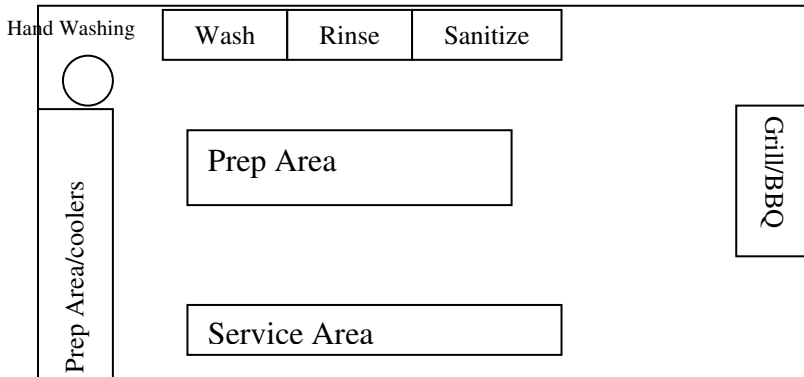 Hand Washing
Wash
Rinse
Sanitize
Prep Area
Grill/BBQ
Prep Area/coolers
Service Area